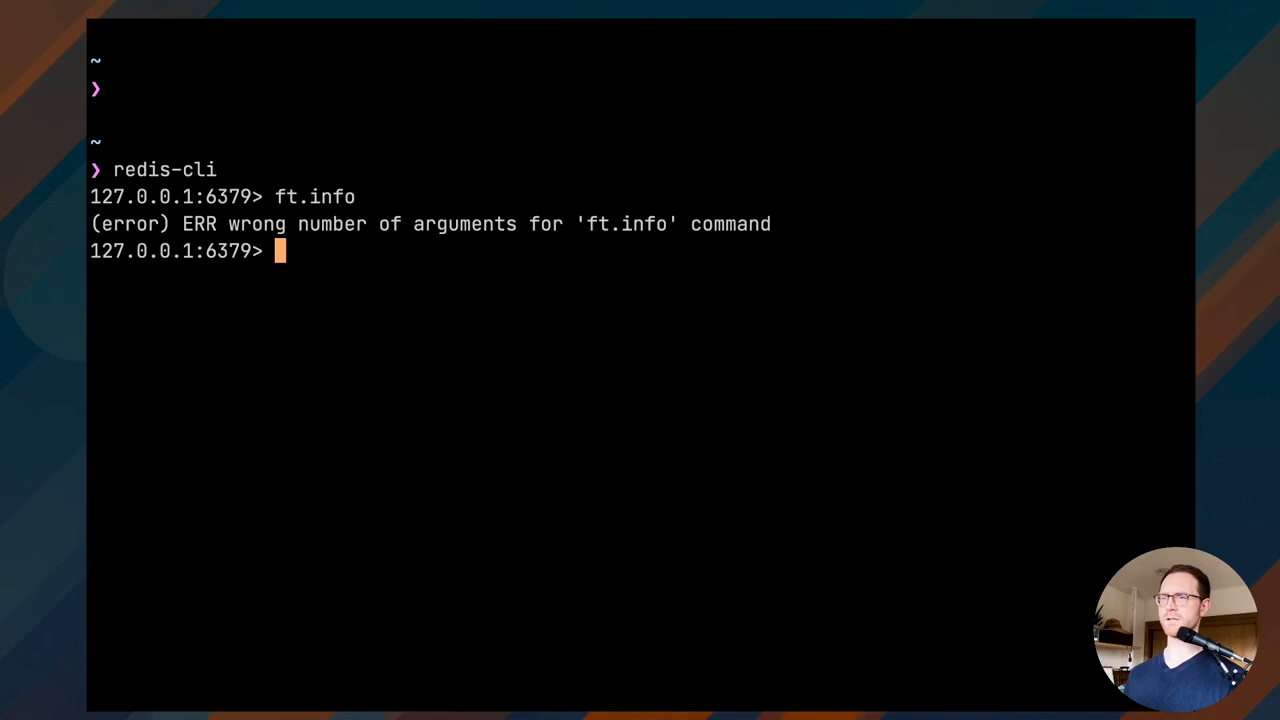 ~
❯
~
❯ redis-cli
127.0.0.1:6379> ft.info
(error) ERR wrong number of arguments for 'ft.info' command
127.0.0.1:6379>